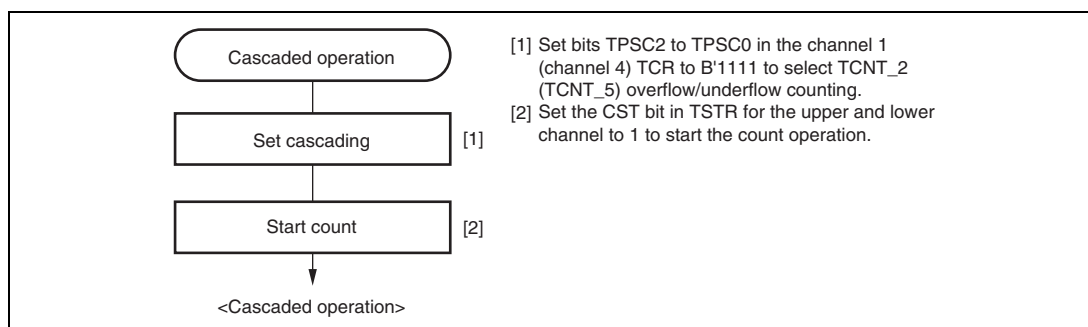 Cascaded operation
Set cascading
[1]
Start count
[2]
<Cascaded operation>
[1] Set bits TPSC2 to TPSC0 in the channel 1
(channel 4) TCR to B'1111 to select TCNT_2
(TCNT_5) overflow/underflow counting.
[2] Set the CST bit in TSTR for the upper and lower
channel to 1 to start the count operation.